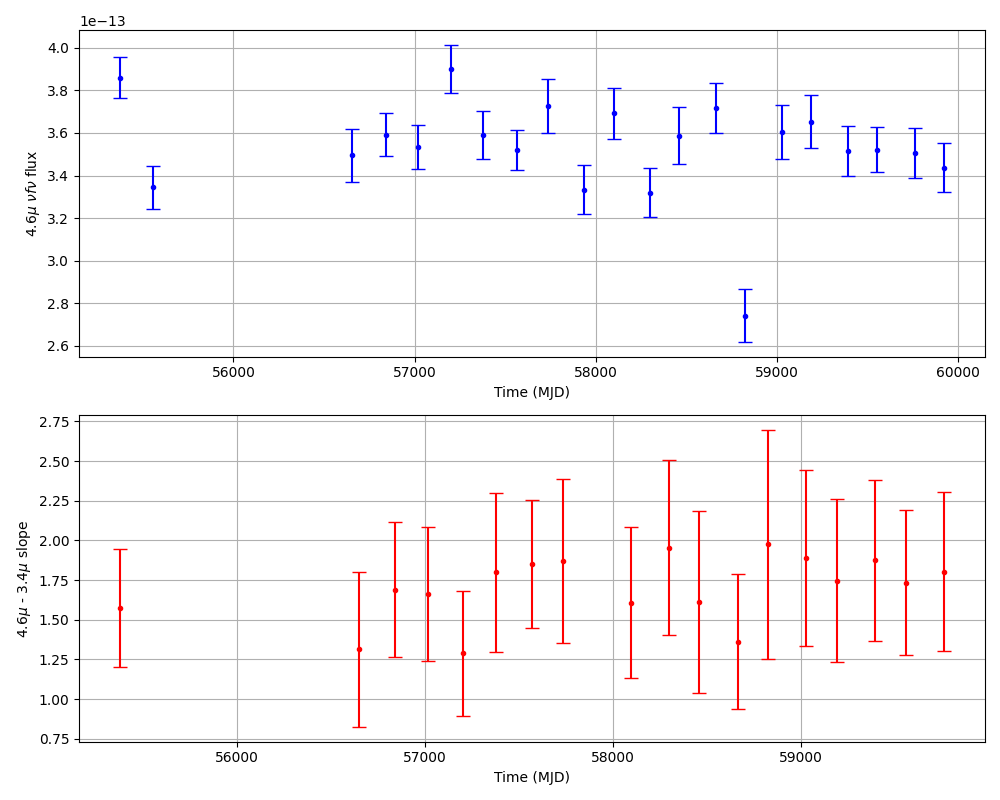 1e−13
4.0
3.8
3.6
3.4
3.2
3.0
2.8
2.6
4.6μ νfν flux
56000 57000 58000 59000 60000
Time (MJD)
2.75
2.50
2.25
2.00
1.75
1.50
1.25
1.00
0.75
4.6μ - 3.4μ slope
56000 57000 58000 59000
Time (MJD)